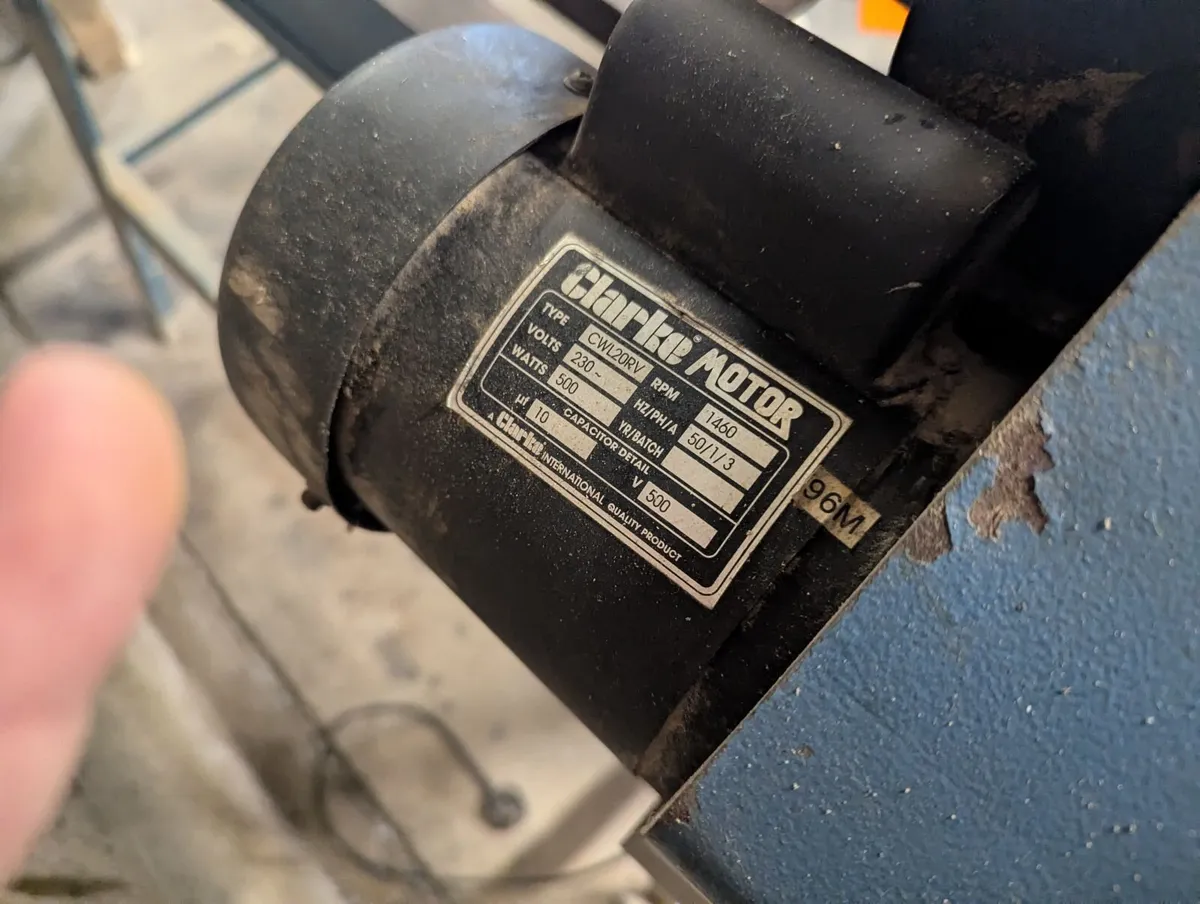 Clarke® MOTOR
TYPE CWL20RV RPM 1460
VOLTS 230~ HZ/PH/A 50/1/3
WATTS 500 YR/BATCH
CAPACITOR DETAIL
µf 10 V 500
A Clarke INTERNATIONAL QUALITY PRODUCT
96M